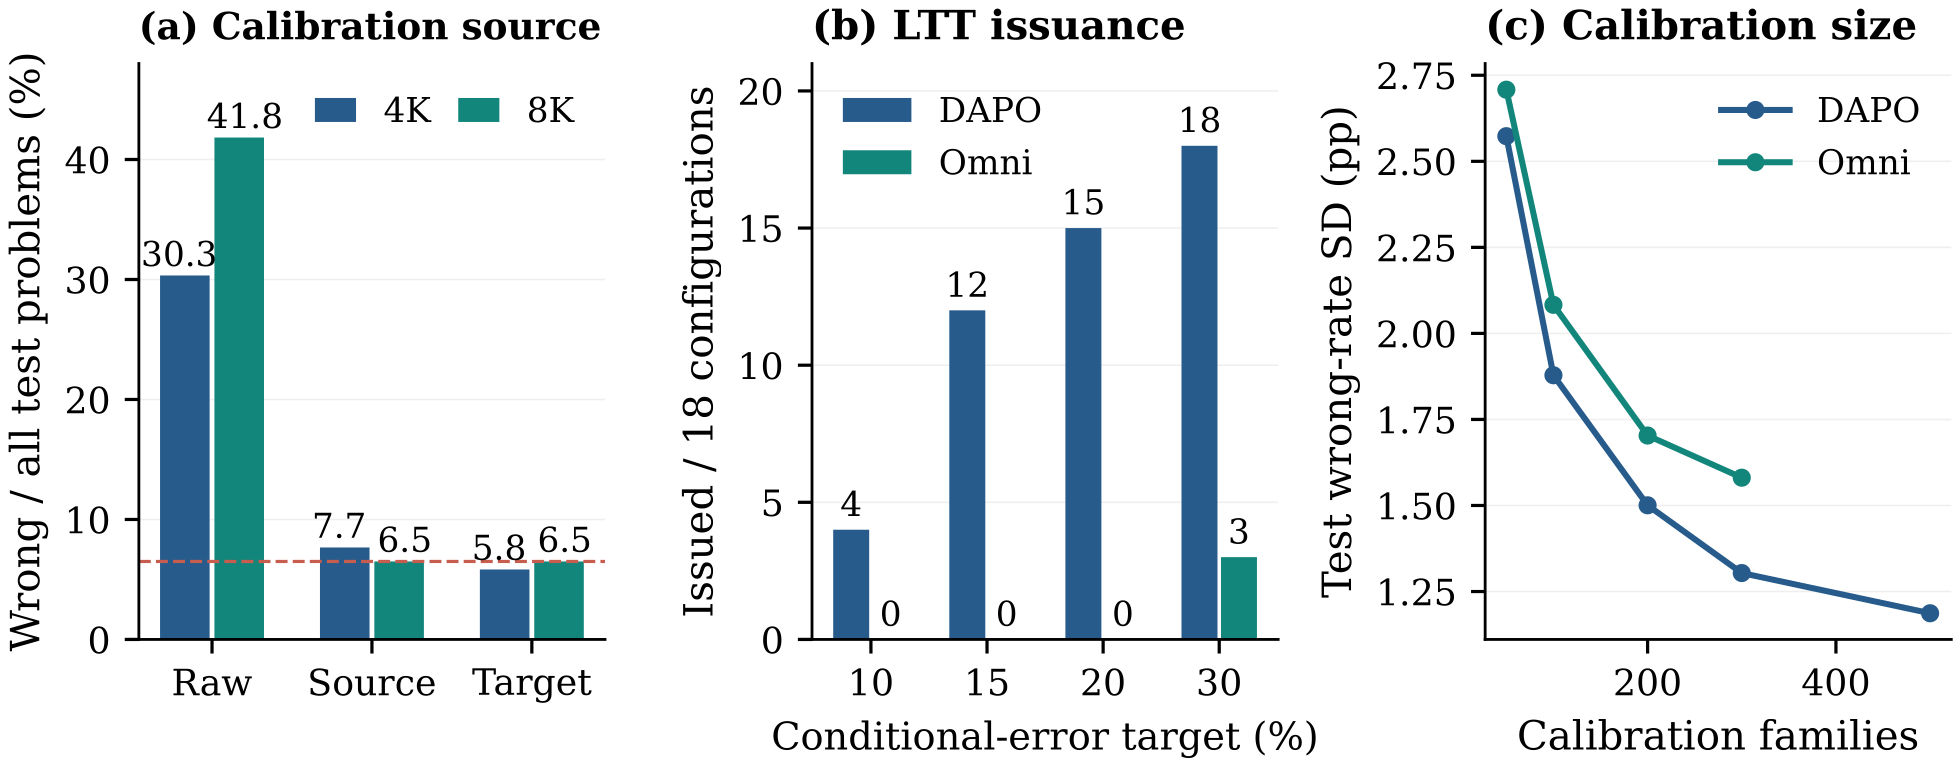 (a) Calibration source
Wrong / all test problems (%)
40
30
20
10
0
4K
8K
30.3
41.8
7.7
6.5
5.8
6.5
Raw
Source
Target
(b) LTT issuance
Issued / 18 configurations
20
15
10
5
0
DAPO
Omni
4
0
12
0
15
0
18
3
10
15
20
30
Conditional-error target (%)
(c) Calibration size
Test wrong-rate SD (pp)
2.75
2.50
2.25
2.00
1.75
1.50
1.25
DAPO
Omni
200
400
Calibration families